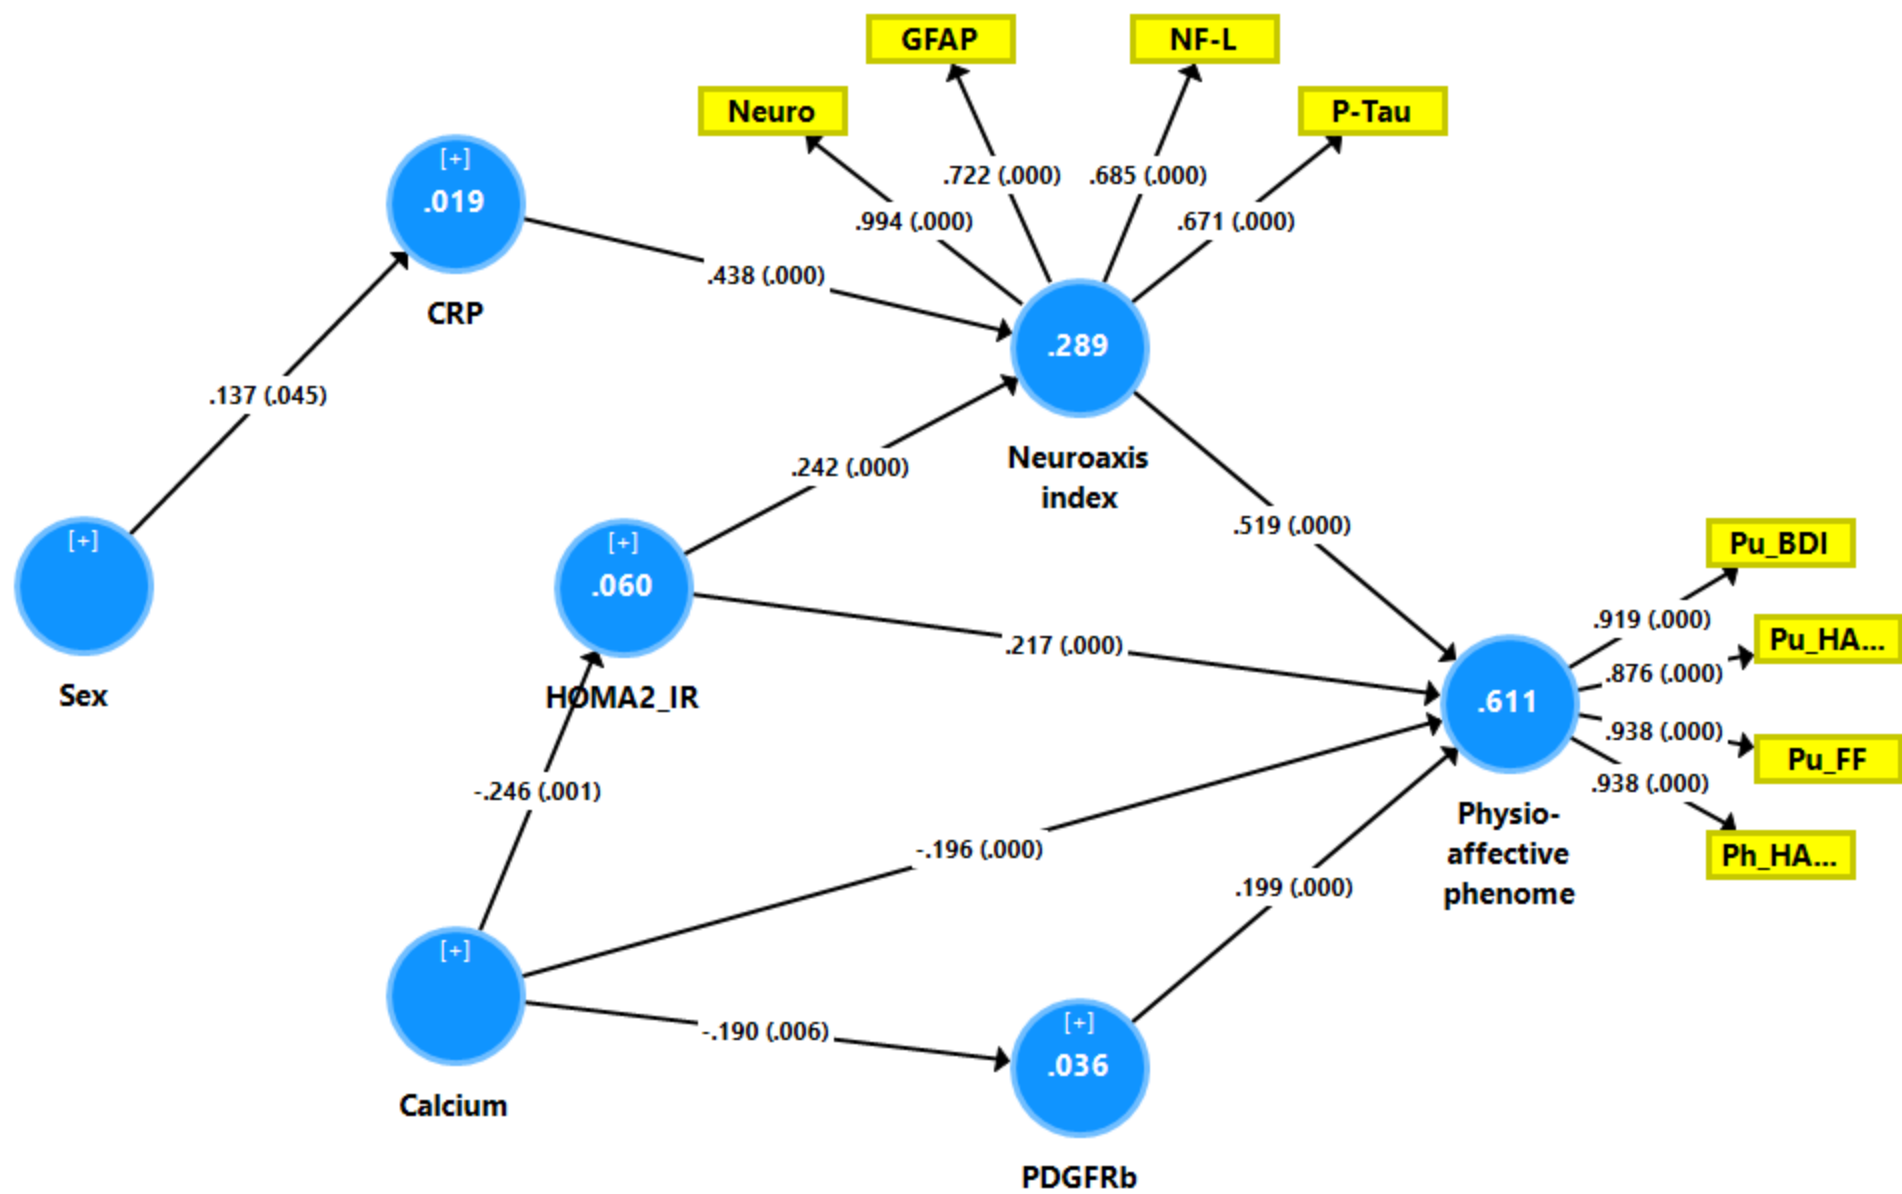 GFAP
NF-L
Neuro
P-Tau
.722 (.000)
.685 (.000)
.994 (.000)
.671 (.000)
[+]
.019
CRP
.438 (.000)
.289
Neuroaxis
index
.137 (.045)
.242 (.000)
[+]
Sex
[+]
.060
HOMA2_IR
.519 (.000)
.217 (.000)
Pu_BDI
.919 (.000)
Pu_HA...
.876 (.000)
.611
.938 (.000)
Pu_FF
.938 (.000)
Ph_HA...
Physio-
affective
phenome
-.246 (.001)
-.196 (.000)
.199 (.000)
[+]
Calcium
-.190 (.006)
[+]
.036
PDGFRb